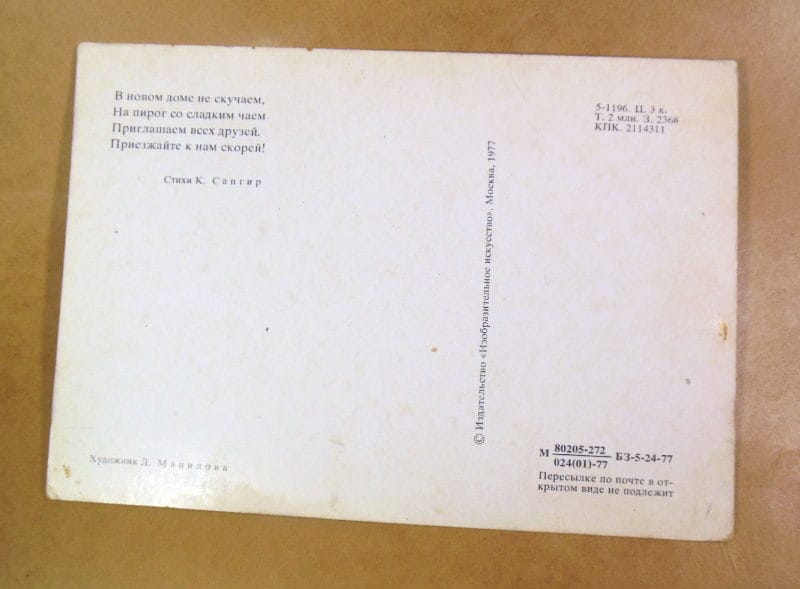 В новом доме не скучаем,
На пирог со сладким чаем
Приглашаем всех друзей.
Приезжайте к нам скорей!
Стихи К. Сапгир
Художник Л. Манилова
© Издательство «Изобразительное искусство». Москва, 1977
5-1196. Ц. 3 к.
Т. 2 млн. З. 2368
КПК. 2114311
М 80205-272 БЗ-5-24-77
024(01)-77
Пересылке по почте в от-
крытом виде не подлежит